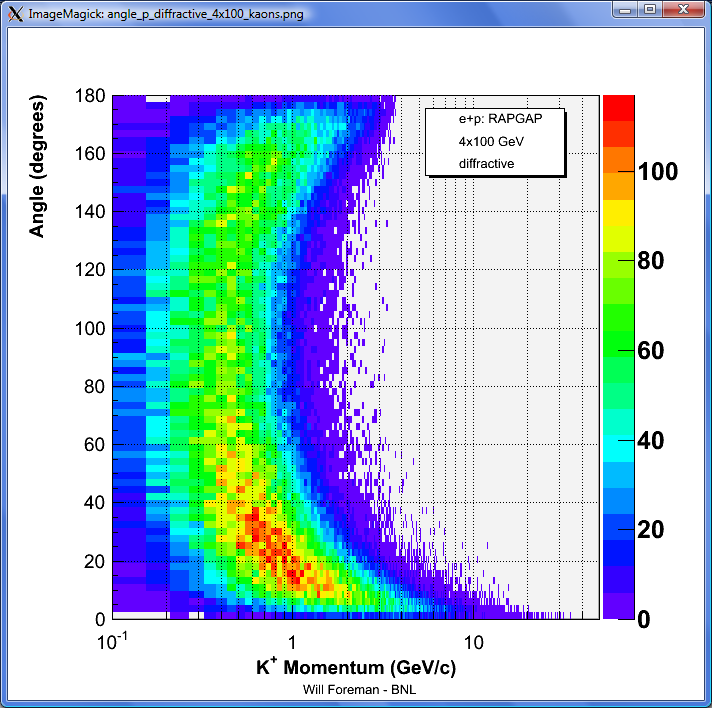 ImageMagick: angle_p_diffractive_4x100_kaons.png
Angle (degrees)
180
160
140
120
100
80
60
40
20
0
e+p: RAPGAP
4x100 GeV
diffractive
100
80
60
40
20
0
10⁻¹
1
10
K⁺ Momentum (GeV/c)
Will Foreman - BNL